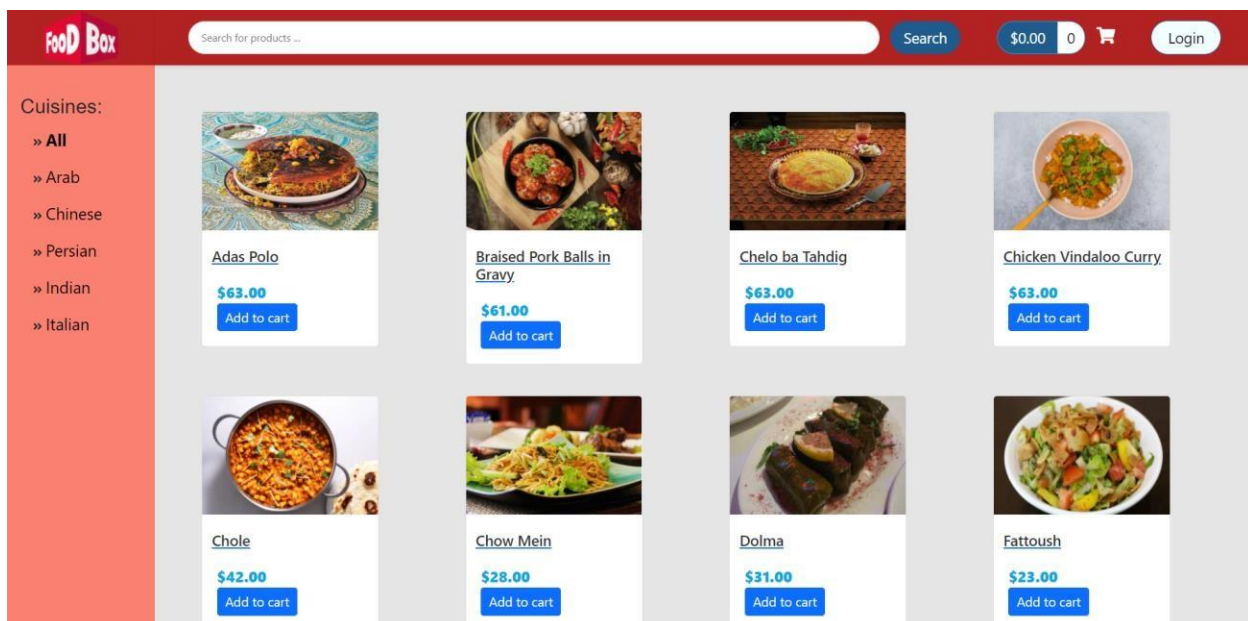 FooD Box
Search for products ...
Search
$0.00 0
Login
Cuisines:
» All
» Arab
» Chinese
» Persian
» Indian
» Italian
Adas Polo
$63.00
Add to cart
Braised Pork Balls in
Gravy
$61.00
Add to cart
Chelo ba Tahdig
$63.00
Add to cart
Chicken Vindaloo Curry
$63.00
Add to cart
Chole
$42.00
Add to cart
Chow Mein
$28.00
Add to cart
Dolma
$31.00
Add to cart
Fattoush
$23.00
Add to cart